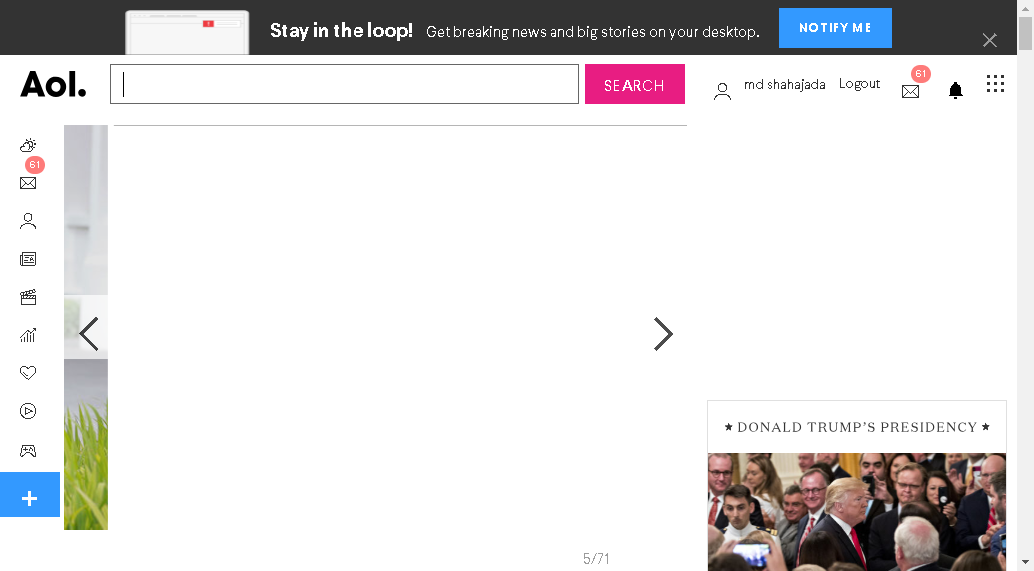 Stay in the loop! Get breaking news and big stories on your desktop. NOTIFY ME
Aol. SEARCH md shahajada Logout 61
61
DONALD TRUMP'S PRESIDENCY
5/71